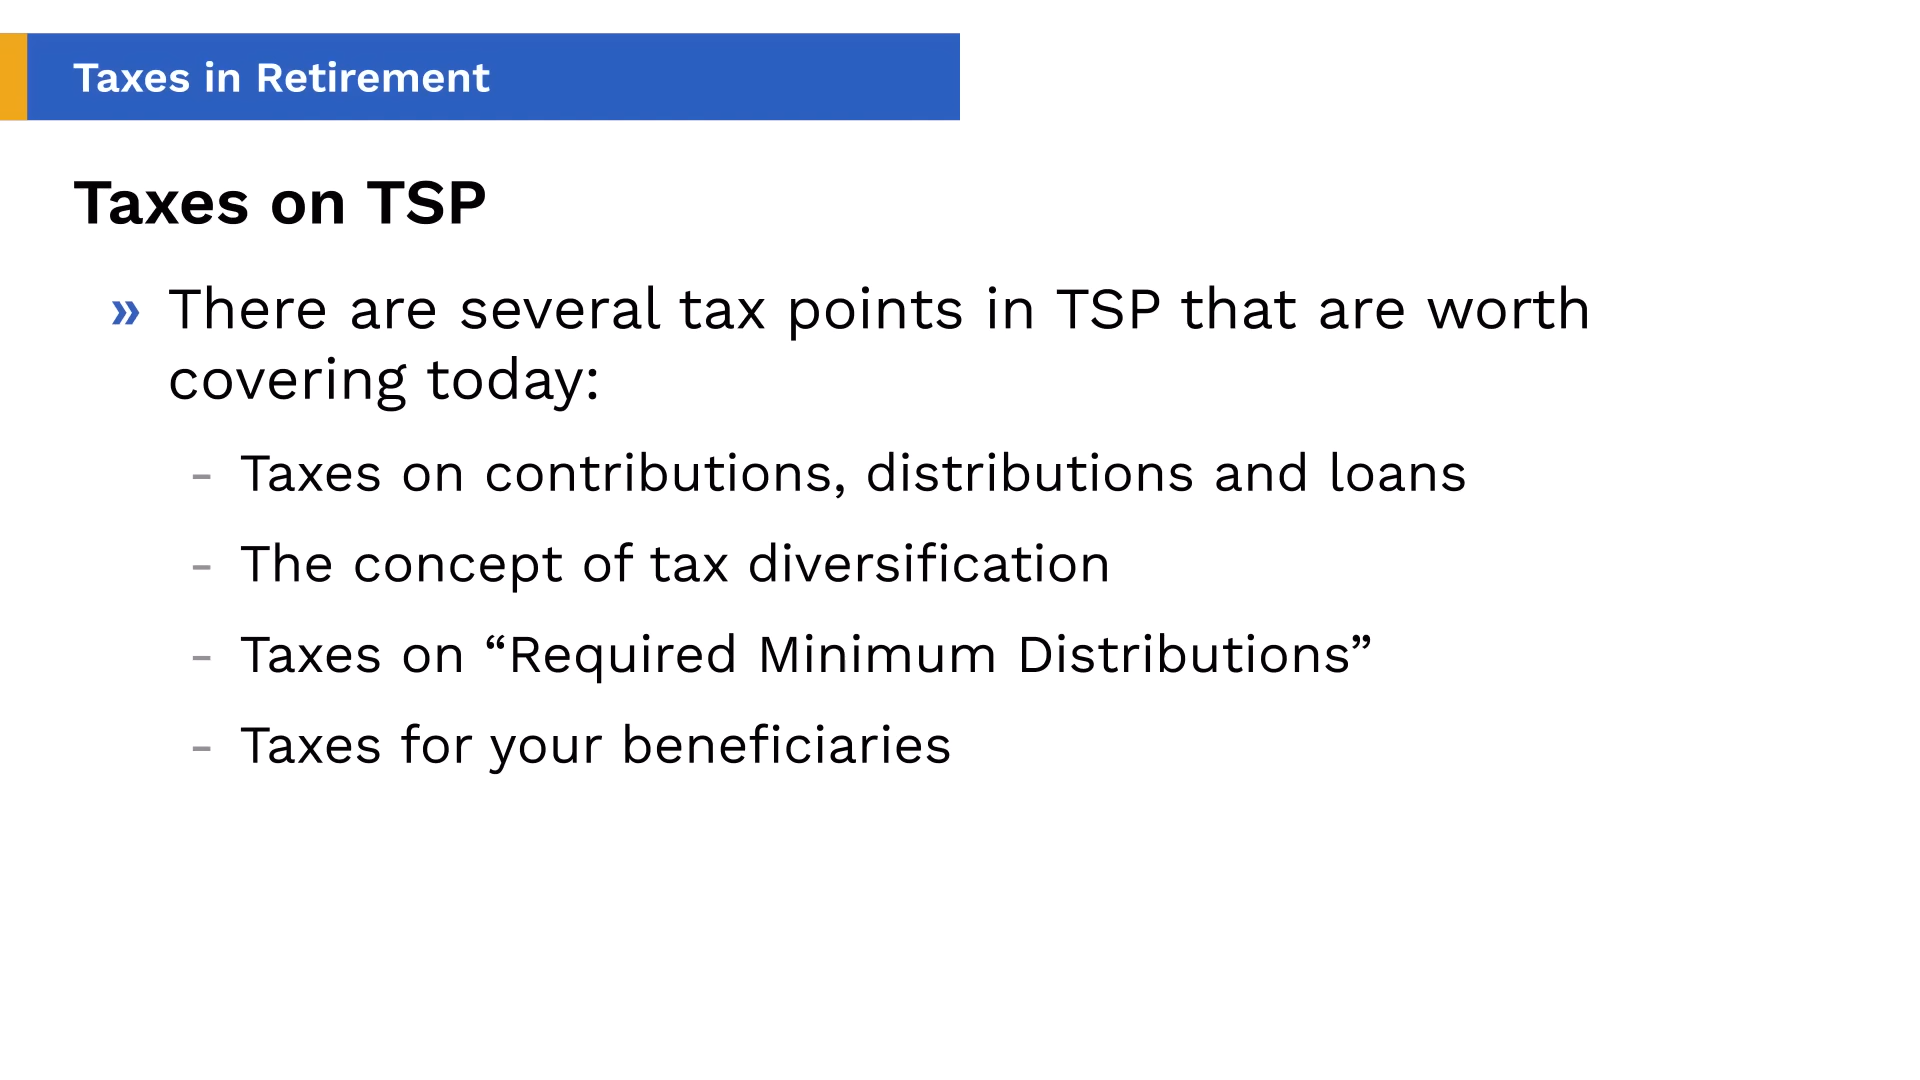 Taxes in Retirement
Taxes on TSP
» There are several tax points in TSP that are worth
covering today:
- Taxes on contributions, distributions and loans
- The concept of tax diversification
- Taxes on “Required Minimum Distributions”
- Taxes for your beneficiaries